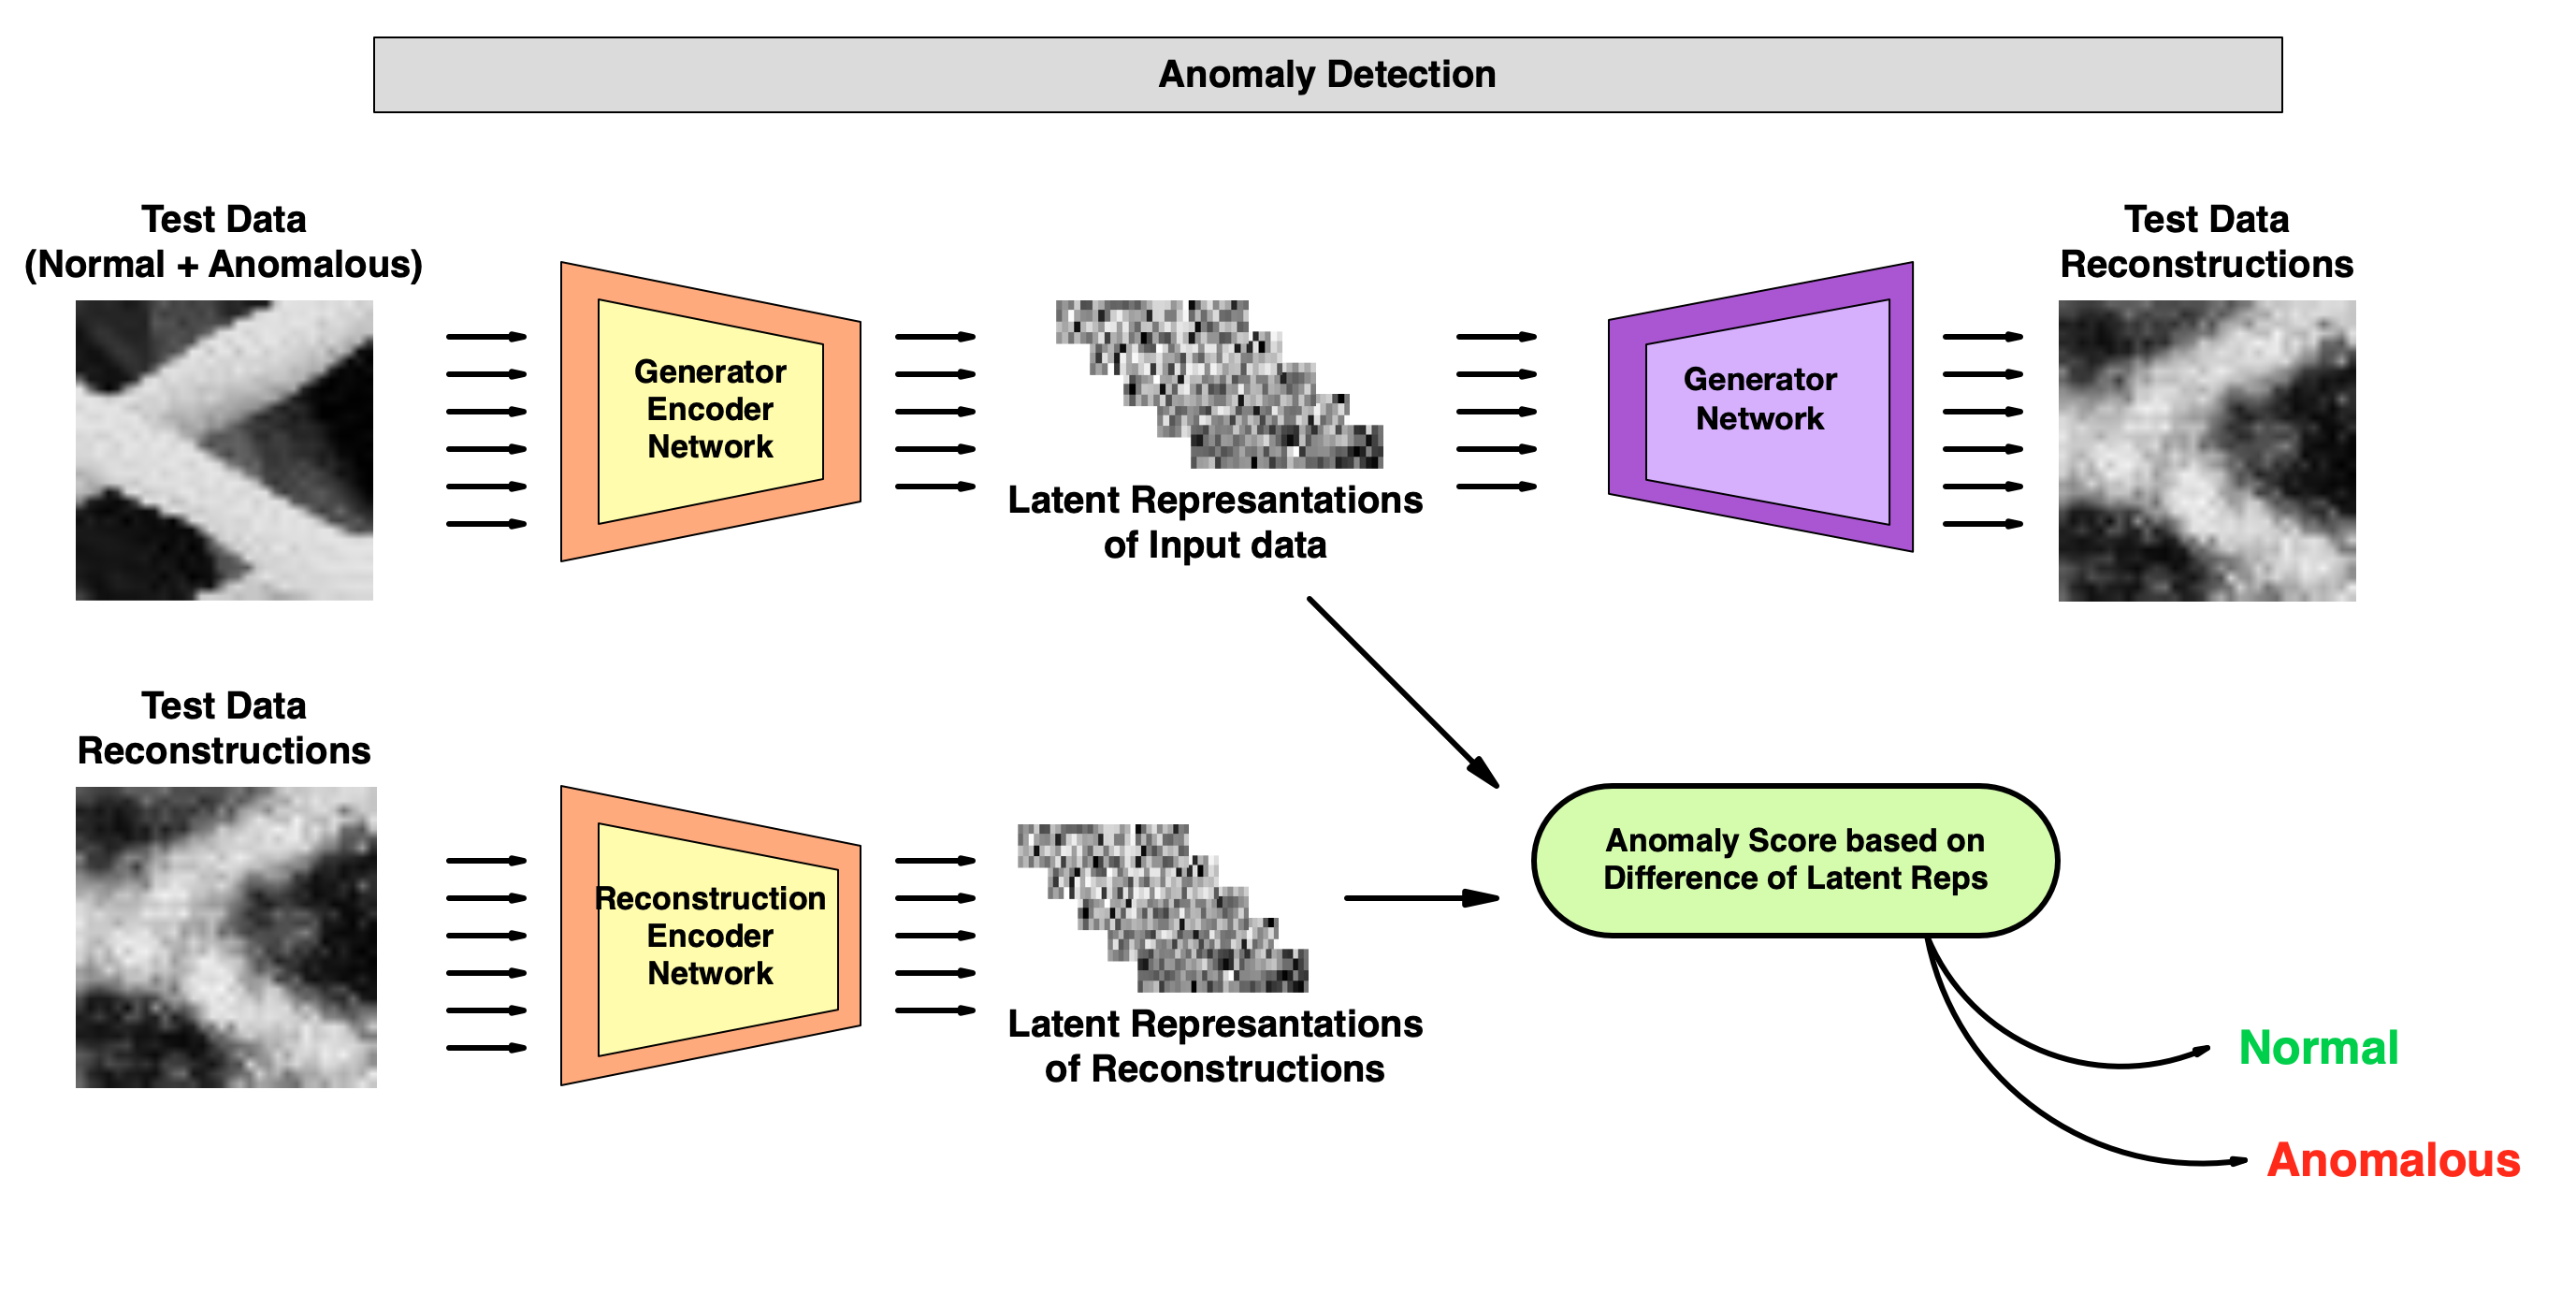 Anomaly Detection
Test Data
(Normal + Anomalous)
Generator
Encoder
Network
Latent Represantations
of Input data
Generator
Network
Test Data
Reconstructions
Test Data
Reconstructions
Reconstruction
Encoder
Network
Latent Represantations
of Reconstructions
Anomaly Score based on
Difference of Latent Reps
Normal
Anomalous